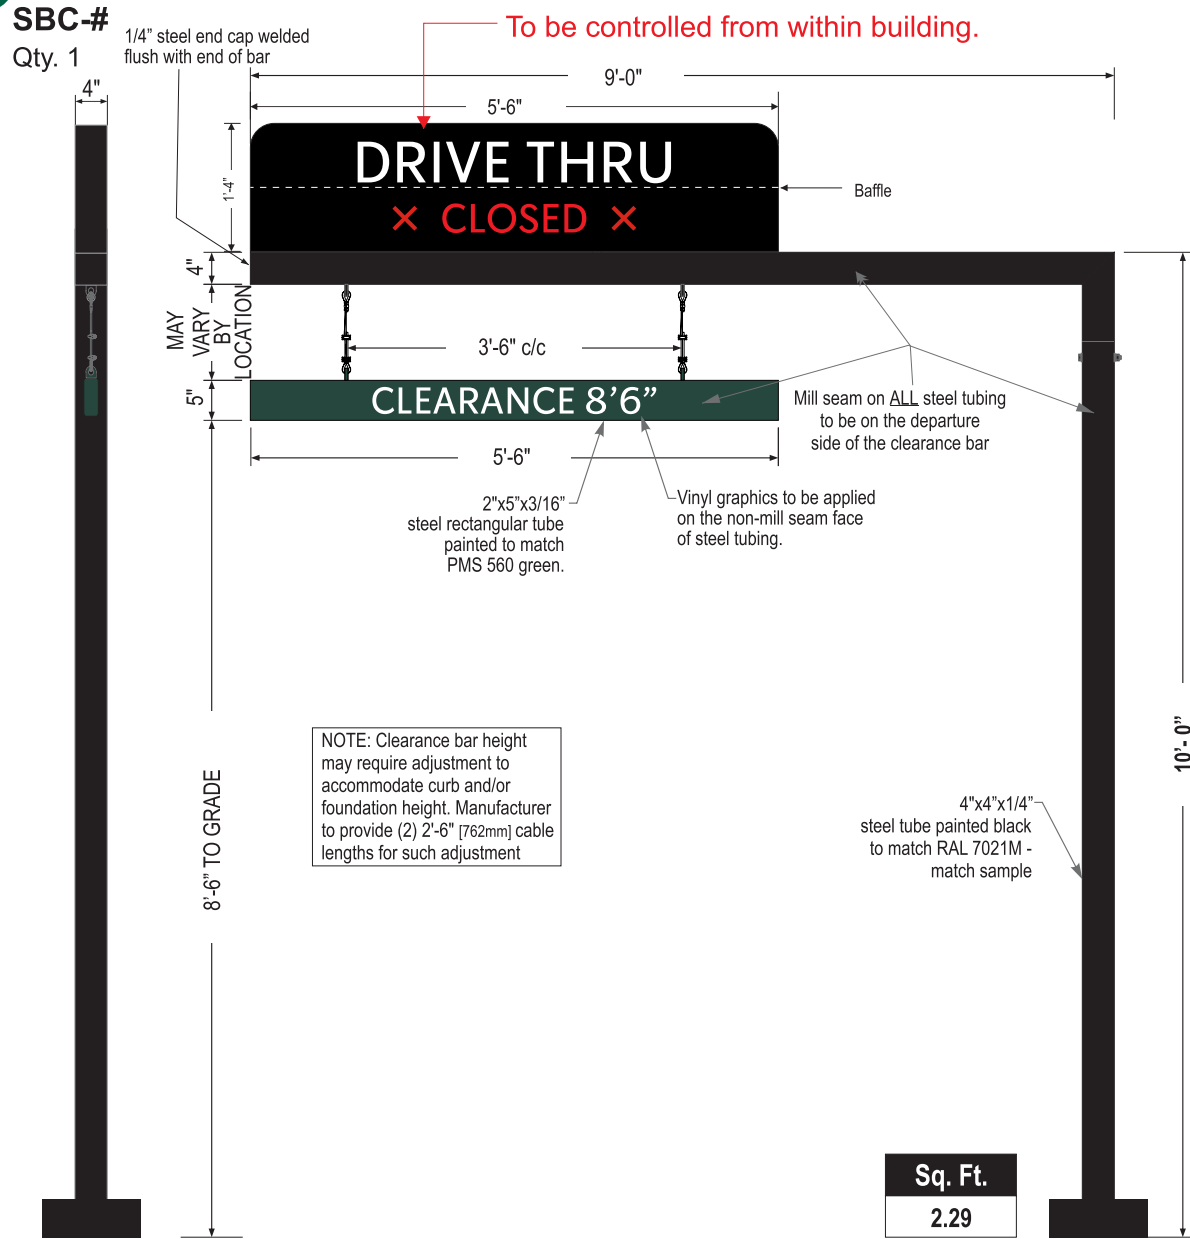 SBC-#
Qty. 1
1/4” steel end cap welded
flush with end of bar
To be controlled from within building.
4"
9'-0"
5'-6"
1'-4”
DRIVE THRU
✕ CLOSED ✕
Baffle
4"
MAY
VARY
BY
LOCATION
3'-6" c/c
5"
CLEARANCE 8’6”
Mill seam on ALL steel tubing
to be on the departure
side of the clearance bar
5'-6"
2"x5”x3/16”
steel rectangular tube
painted to match
PMS 560 green.
Vinyl graphics to be applied
on the non-mill seam face
of steel tubing.
10’- 0”
8’-6” TO GRADE
NOTE: Clearance bar height
may require adjustment to
accommodate curb and/or
foundation height. Manufacturer
to provide (2) 2'-6" [762mm] cable
lengths for such adjustment
4"x4”x1/4”
steel tube painted black
to match RAL 7021M -
match sample
Sq. Ft.
2.29